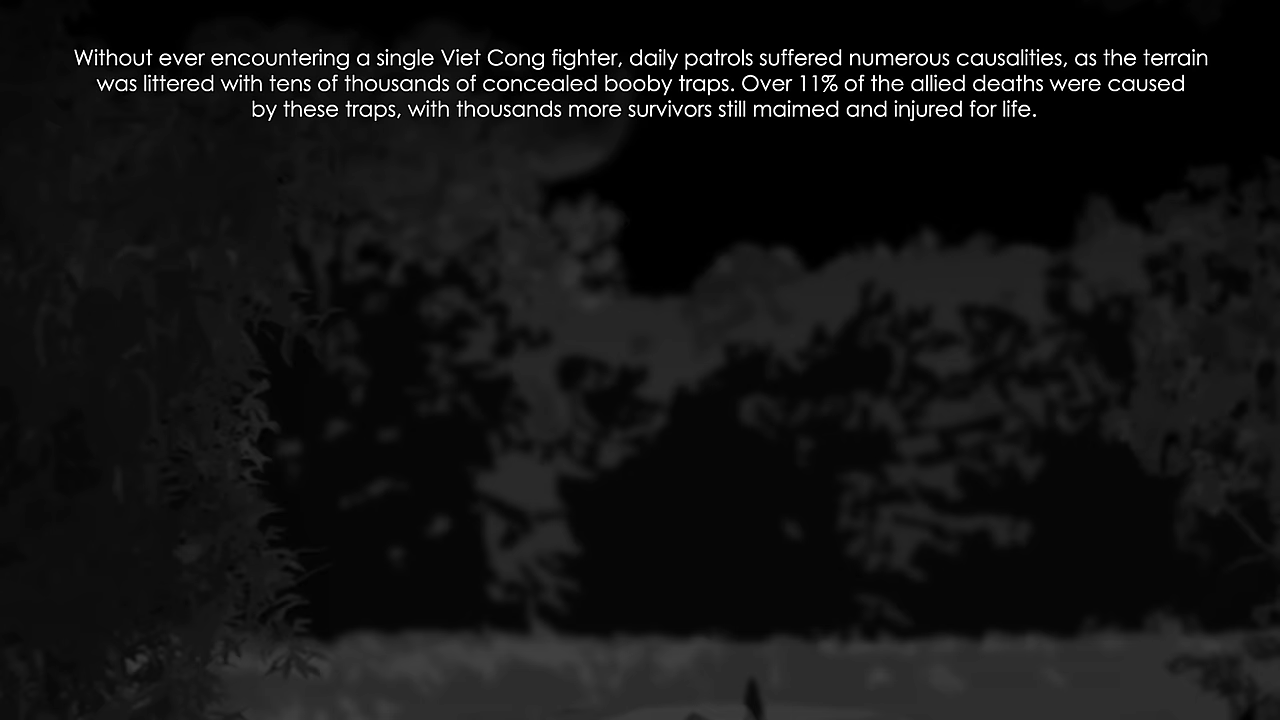 Without ever encountering a single Viet Cong fighter, daily patrols suffered numerous causalities, as the terrain
was littered with tens of thousands of concealed booby traps. Over 11% of the allied deaths were caused
by these traps, with thousands more survivors still maimed and injured for life.